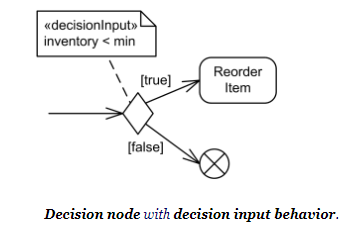 «decisionInput»
inventory < min
[true]
Reorder
Item
[false]
Decision node with decision input behavior.